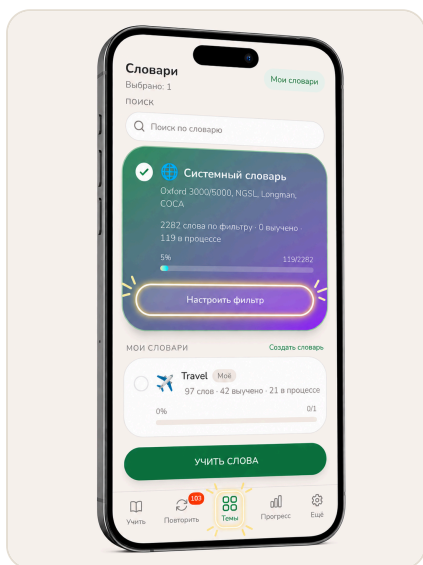 Словари
Мои словари
Выбрано: 1
ПОИСК
Поиск по словарю
Системный словарь
Oxford 3000/5000, NGSL, Longman,
COCA
2282 слова по фильтру · 0 выучено ·
119 в процессе
5%
119/2282
Настроить фильтр
МОИ СЛОВАРИ
Создать словарь
Travel
Моё
97 слов · 42 выучено · 21 в процессе
0%
0/1
УЧИТЬ СЛОВА
103
Учить
Повторить
Темы
Прогресс
Ещё